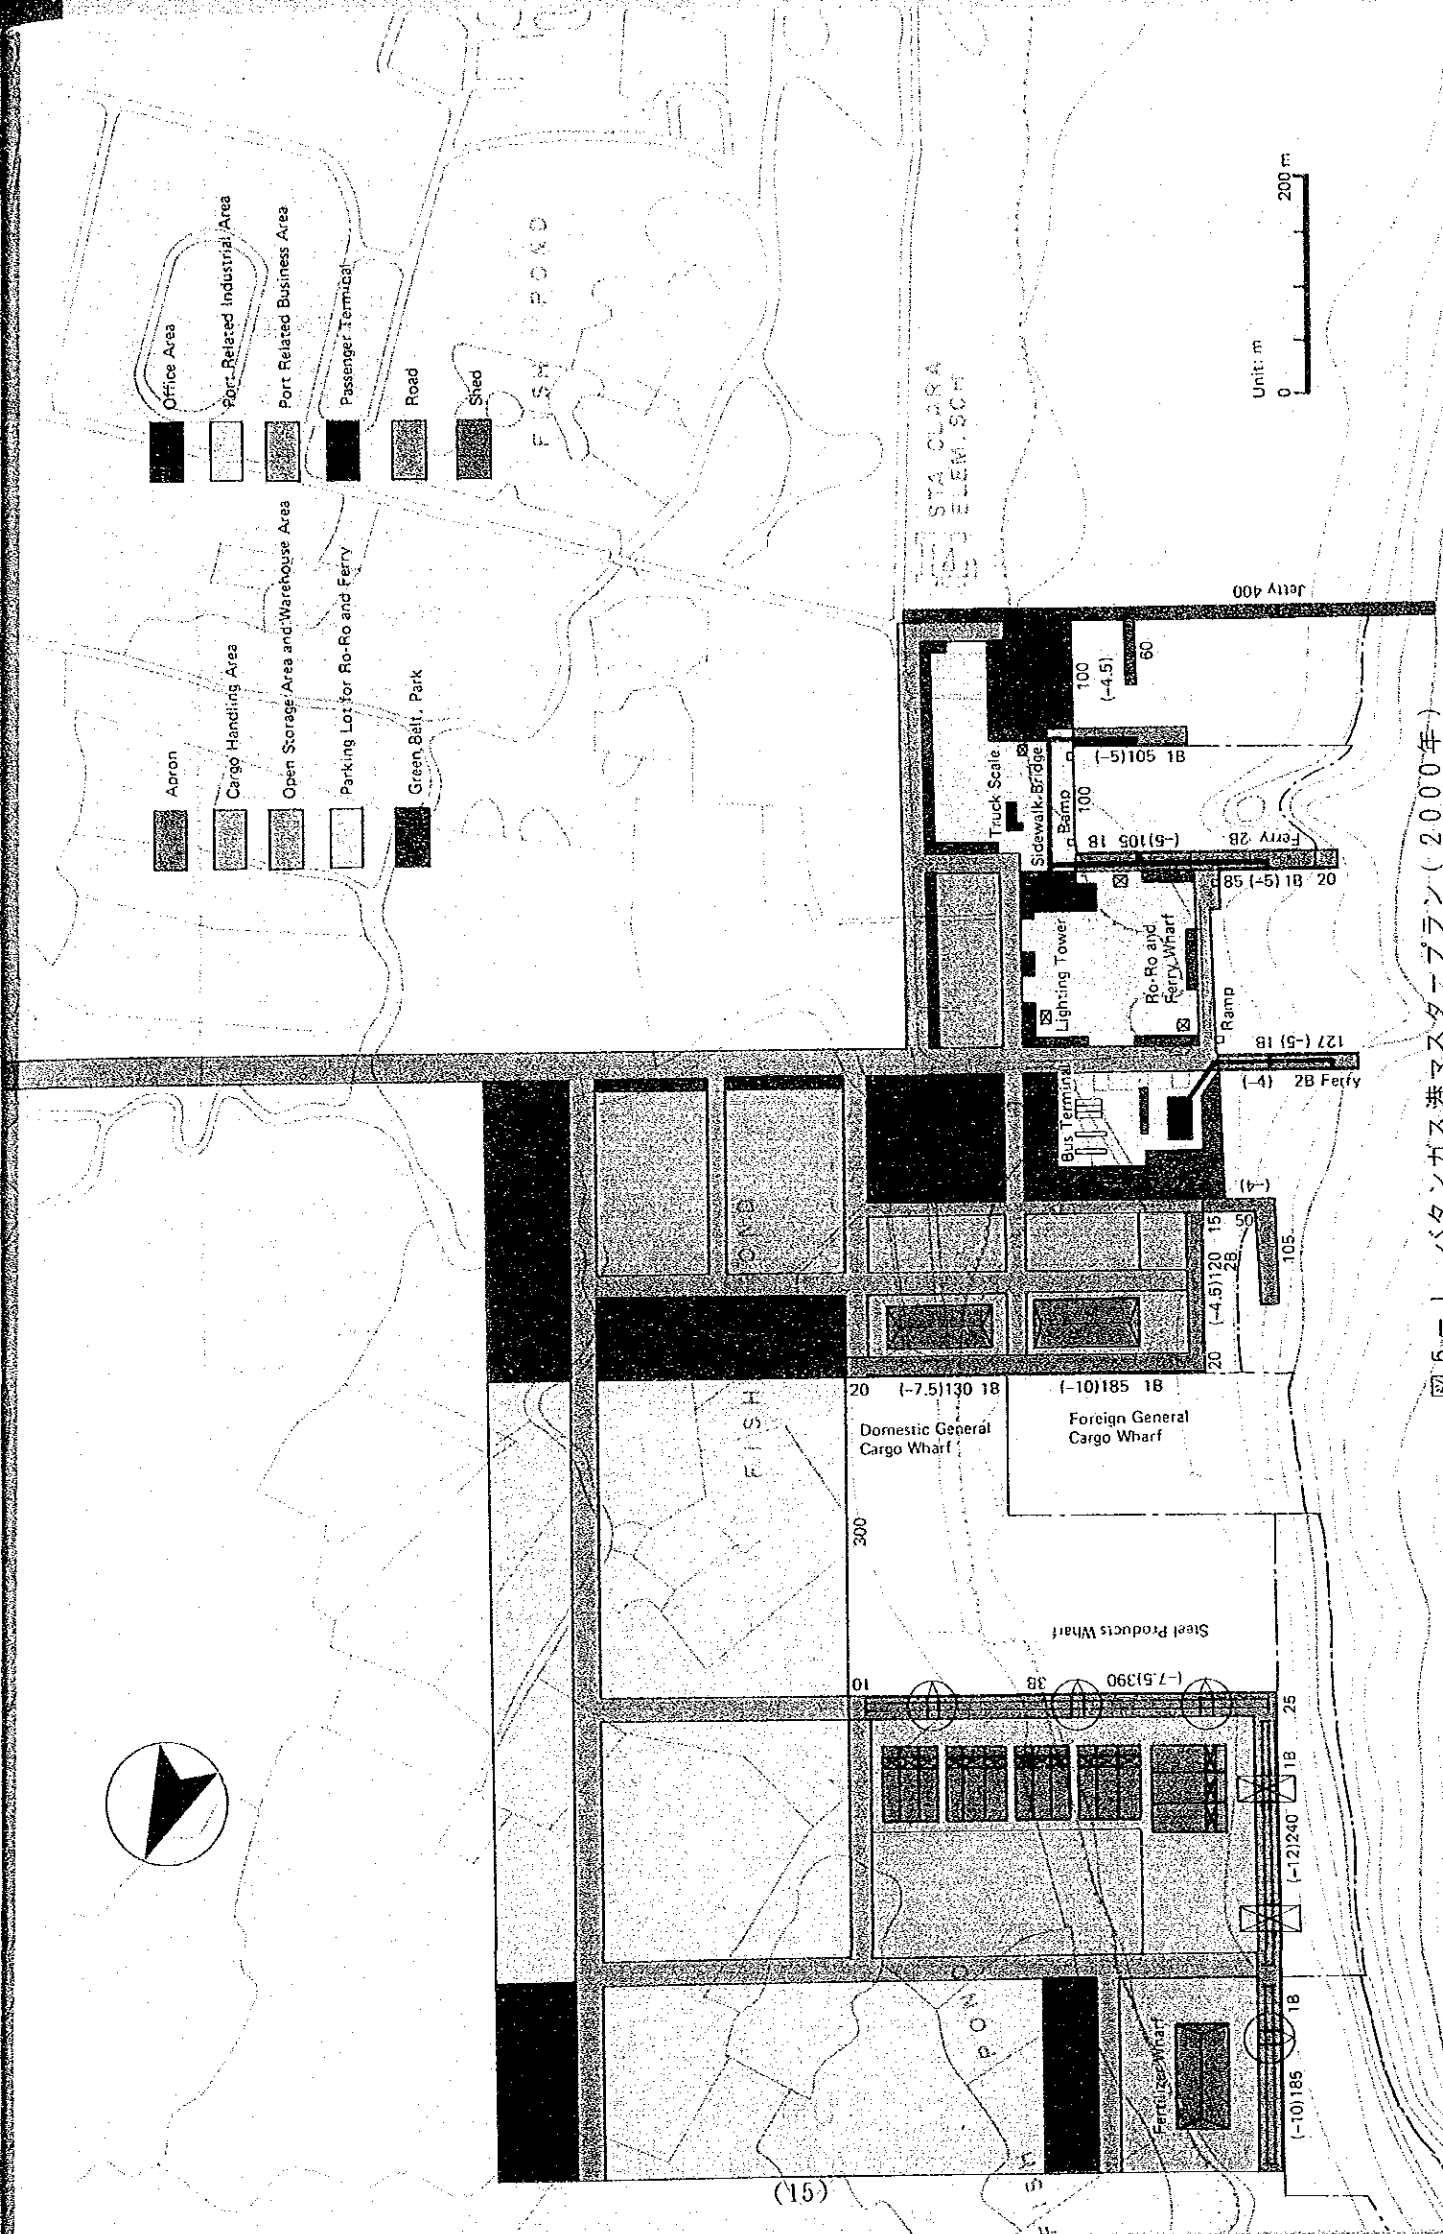 Apron
Cargo Handling Area
Open Storage Area and Warehouse Area
Parking Lot for Ro-Ro and Ferry
Green Belt, Park
Office Area
Port Related Industrial Area
Port Related Business Area
Passenger Terminal
Road
Shed
FISH POND
STA CLARA
ELEM. SCH
Unit: m
0
200 m
Jetty 400
100
(-4.5)
60
Truck Scale
Sidewalk Bridge
Ramp
100
(-5)105 1B
(-5)105 1B
Ferry 2B
85 (-5) 1B 20
Lighting Tower
Ro-Ro and
Ferry Wharf
Ramp
127 (-5) 1B
(-4) 2B Ferry
Bus Terminal
(-4)
15
50
(-4.5)120
2B
20
105
FISH
POND
20 (-7.5)130 1B
(-10)185 1B
Domestic General
Cargo Wharf
Foreign General
Cargo Wharf
300
Steel Products Wharf
10
3B
(-7.5)390
25
1B
(-12)240
POND
Fertilizer Wharf
1B
(-10)185
図5-1 バタンガス港マスタープラン(2000年)
(15)